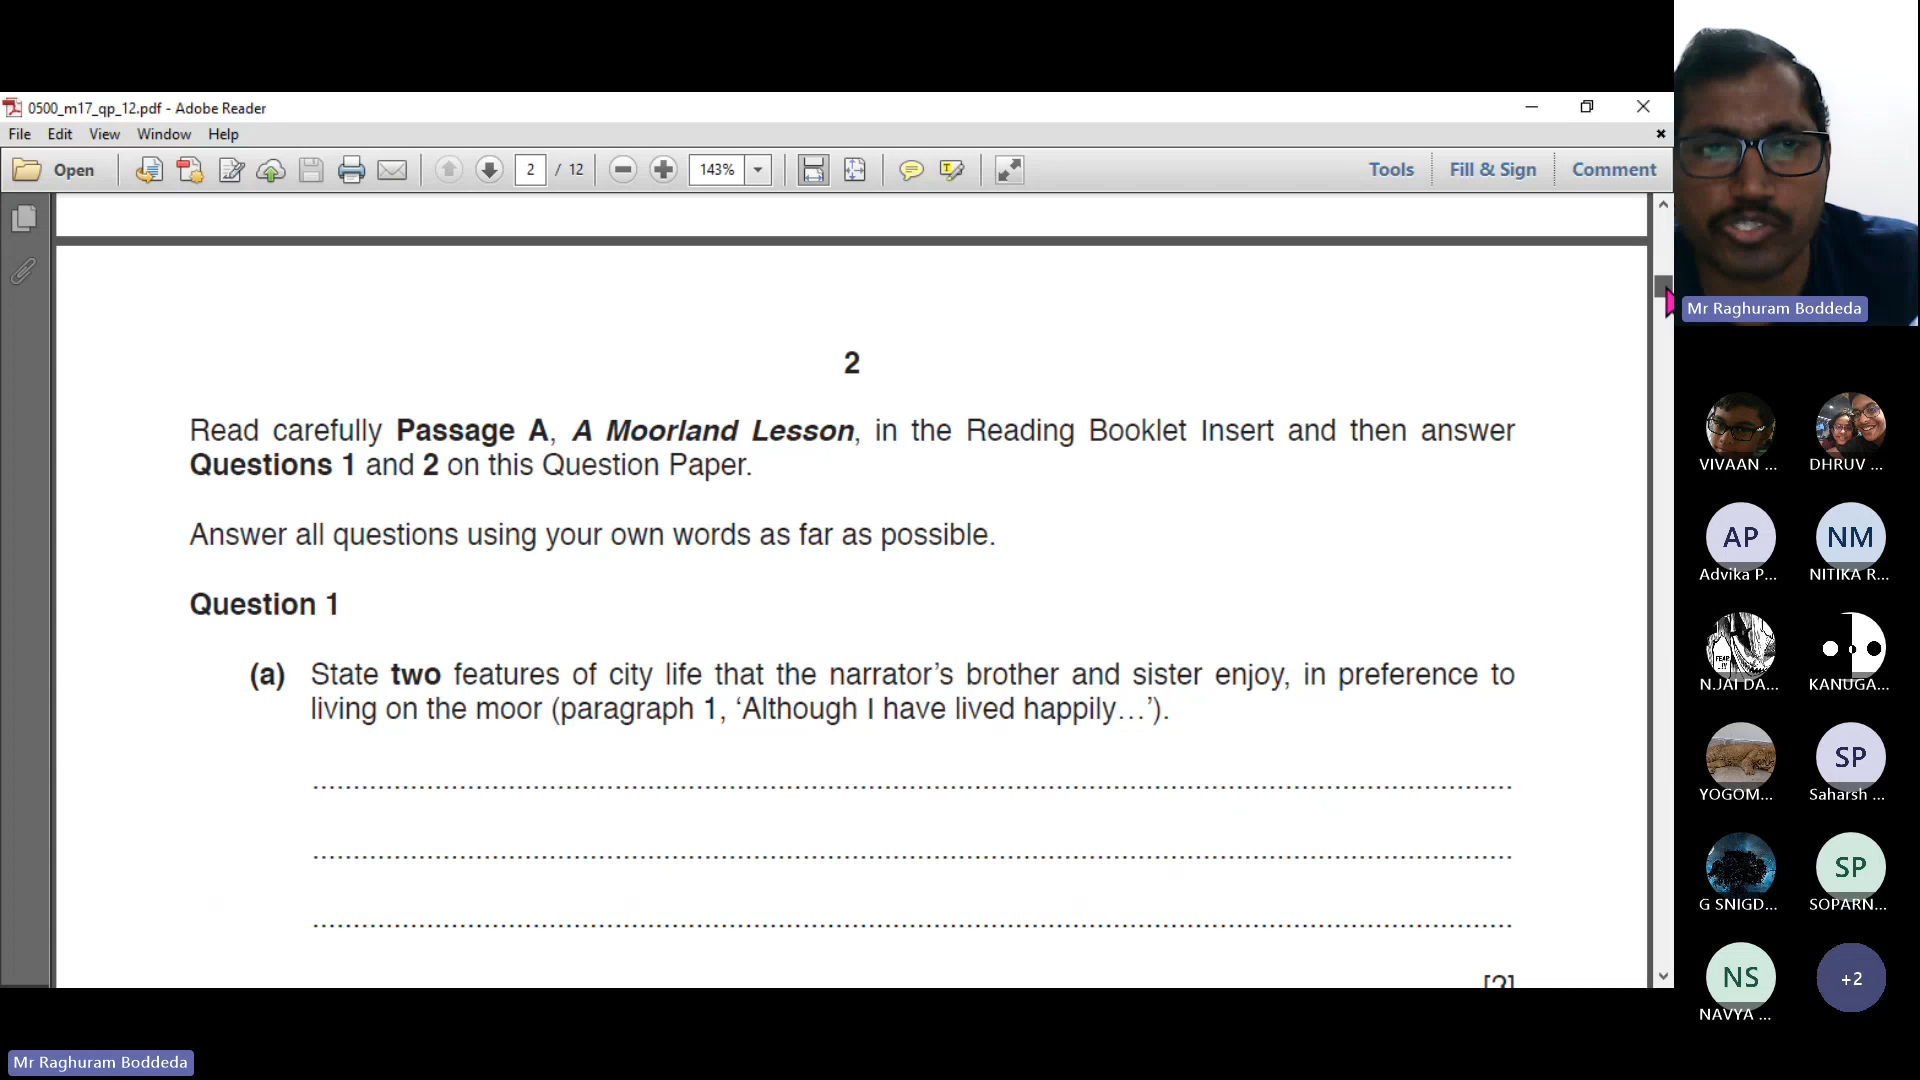 0500_m17_qp_12.pdf - Adobe Reader
File Edit View Window Help
Open 2 / 12 143% Tools Fill & Sign Comment
2
Read carefully Passage A, A Moorland Lesson, in the Reading Booklet Insert and then answer
Questions 1 and 2 on this Question Paper.
Answer all questions using your own words as far as possible.
Question 1
(a) State two features of city life that the narrator's brother and sister enjoy, in preference to
living on the moor (paragraph 1, 'Although I have lived happily…').
Mr Raghuram Boddeda
VIVAAN ... DHRUV ...
AP NM
Advika P... NITIKA R...
N.JAI DA... KANUGA...
SP
YOGOM... Saharsh ...
SP
G SNIGD... SOPARN...
NS +2
NAVYA ...
Mr Raghuram Boddeda